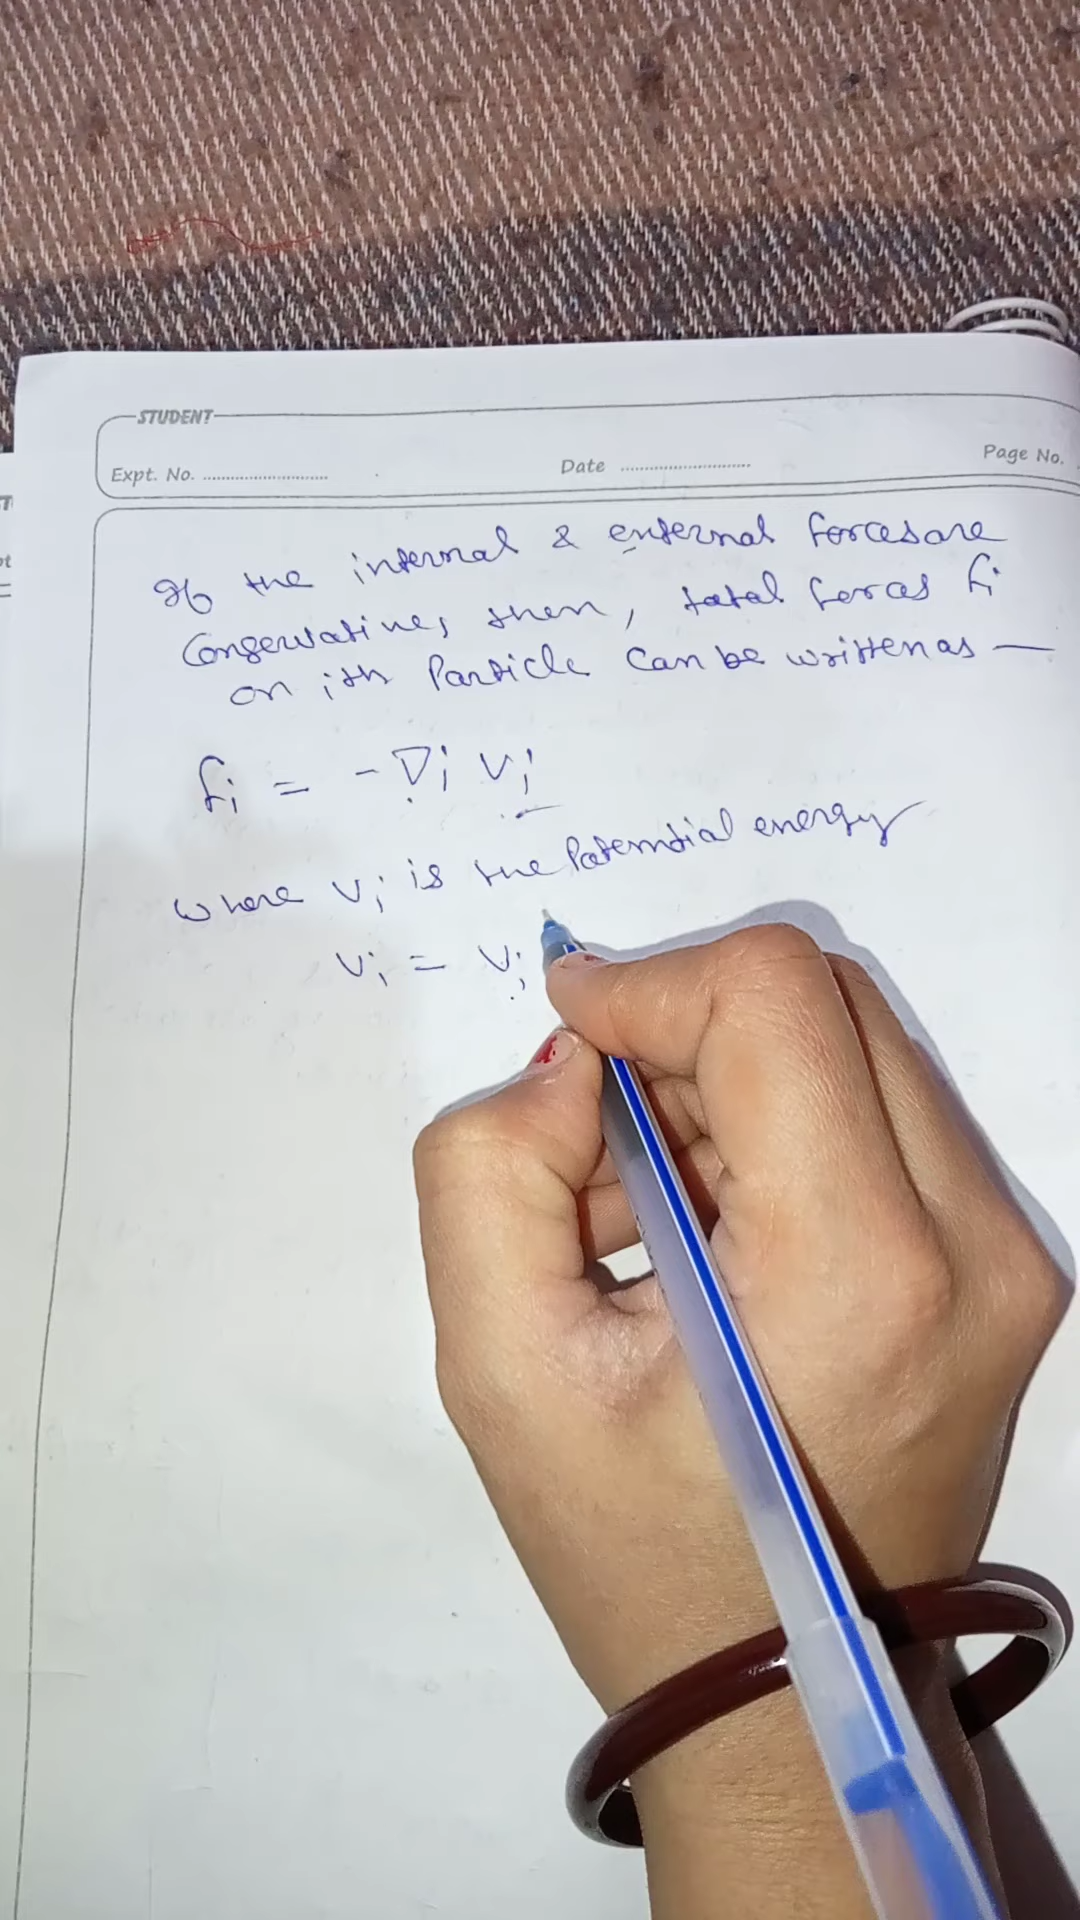 STUDENT
Expt. No. ............................
Date ............................
Page No.
If the internal & external forces are
Conservative, then, total forces fi
on ith Particle Can be written as —
fi = - ∇i Vi
where Vi is the Potential energy
Vi = Vi